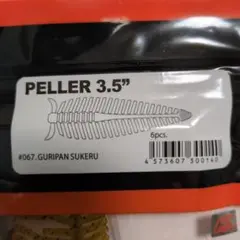 PELLER 3.5”
6pcs.
#067. GURIPAN SUKERU
4 573607 500140